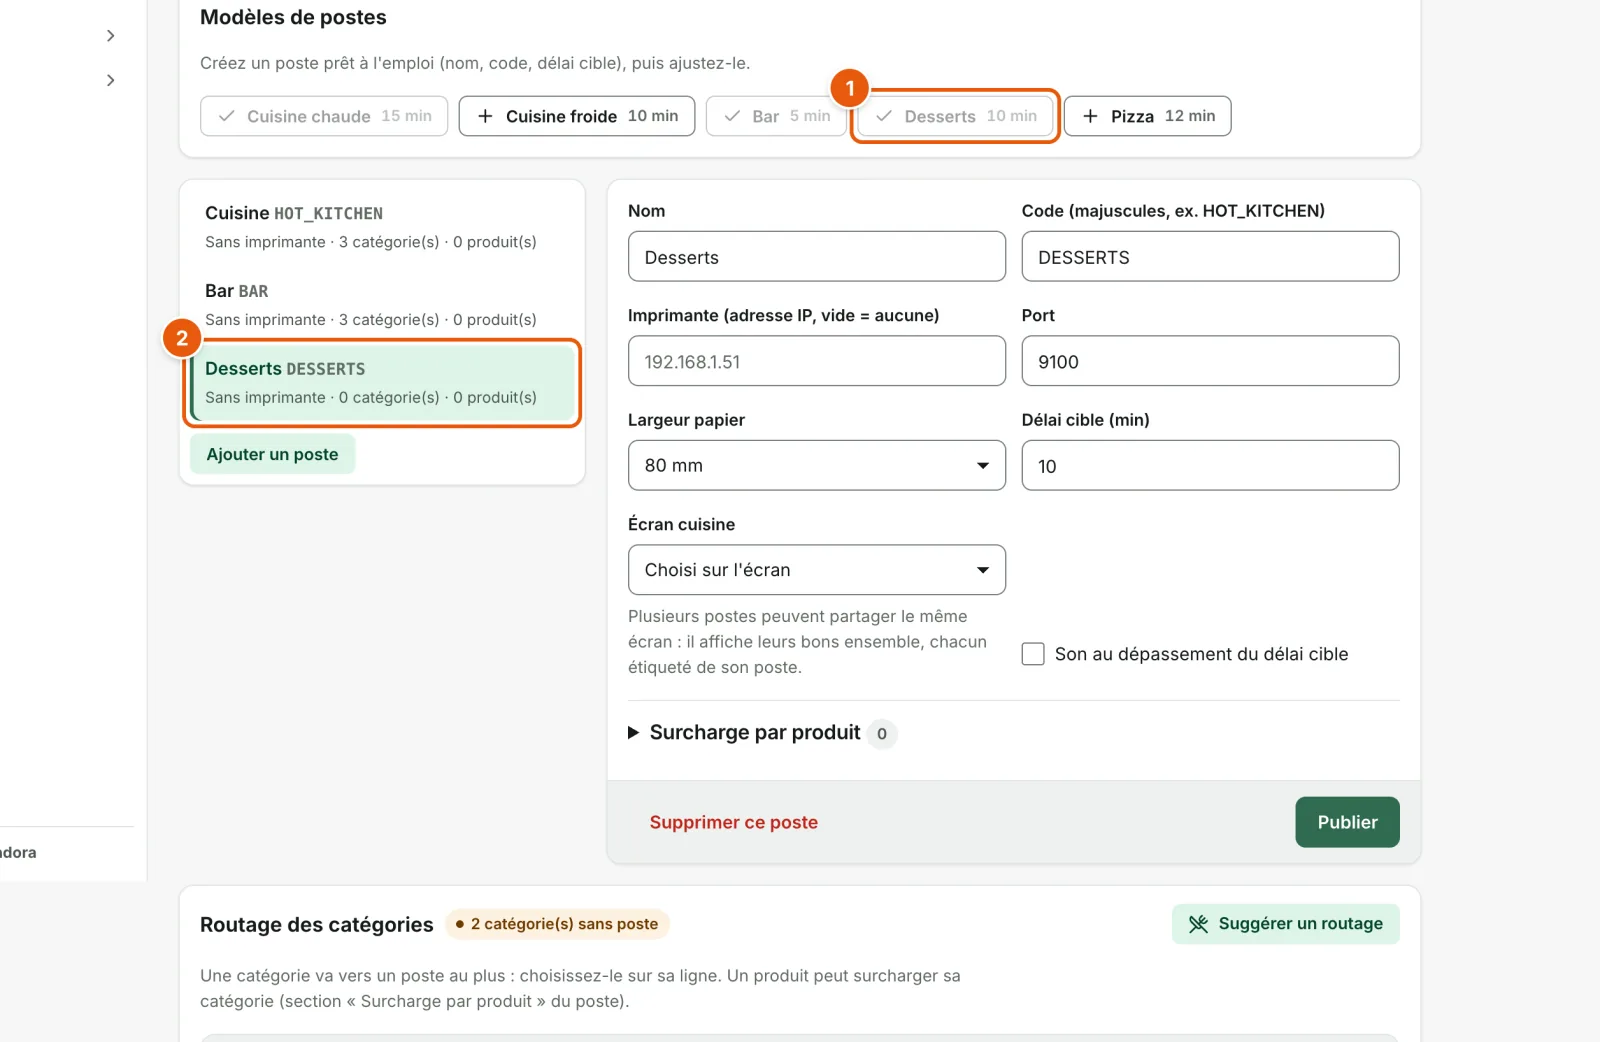 Modèles de postes
Créez un poste prêt à l'emploi (nom, code, délai cible), puis ajustez-le.
1
Cuisine chaude 15 min
Cuisine froide 10 min
Bar 5 min
Desserts 10 min
Pizza 12 min
Cuisine HOT_KITCHEN
Sans imprimante · 3 catégorie(s) · 0 produit(s)
Bar BAR
Sans imprimante · 3 catégorie(s) · 0 produit(s)
2
Desserts DESSERTS
Sans imprimante · 0 catégorie(s) · 0 produit(s)
Ajouter un poste
Nom
Desserts
Code (majuscules, ex. HOT_KITCHEN)
DESSERTS
Imprimante (adresse IP, vide = aucune)
192.168.1.51
Port
9100
Largeur papier
80 mm
Délai cible (min)
10
Écran cuisine
Choisi sur l'écran
Plusieurs postes peuvent partager le même
écran : il affiche leurs bons ensemble, chacun
étiqueté de son poste.
Son au dépassement du délai cible
Surcharge par produit 0
Supprimer ce poste
Publier
adora
Routage des catégories
2 catégorie(s) sans poste
Suggérer un routage
Une catégorie va vers un poste au plus : choisissez-le sur sa ligne. Un produit peut surcharger sa
catégorie (section « Surcharge par produit » du poste).